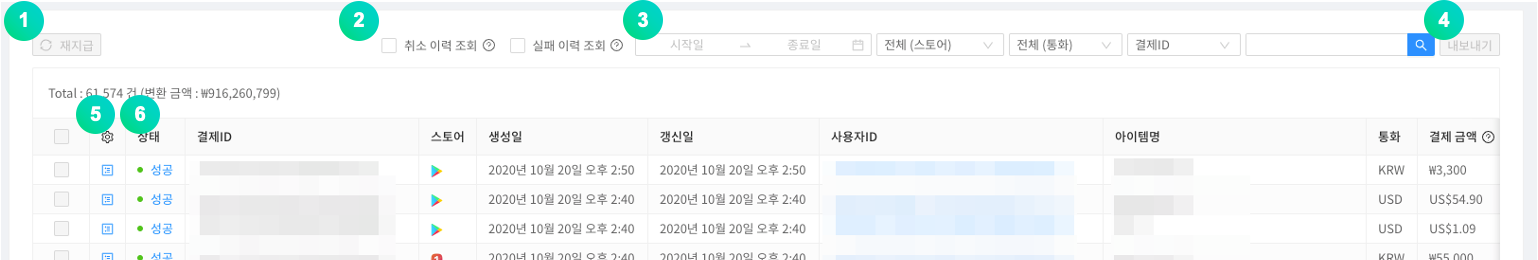 1 2 3 4
재지급 취소 이력 조회 실패 이력 조회 시작일 종료일 전체 (스토어) 전체 (통화) 결제ID 내보내기
Total : 61,574 건 (변환 금액 : ₩916,260,799)
5 6
상태 결제ID 스토어 생성일 갱신일 사용자ID 아이템명 통화 결제 금액
성공 2020년 10월 20일 오후 2:50 2020년 10월 20일 오후 2:50 KRW ₩3,300
성공 2020년 10월 20일 오후 2:40 2020년 10월 20일 오후 2:40 USD US$54.90
성공 2020년 10월 20일 오후 2:40 2020년 10월 20일 오후 2:40 USD US$1.09
성공 2020년 10월 20일 오후 2:40 2020년 10월 20일 오후 2:40 KRW ₩55,000